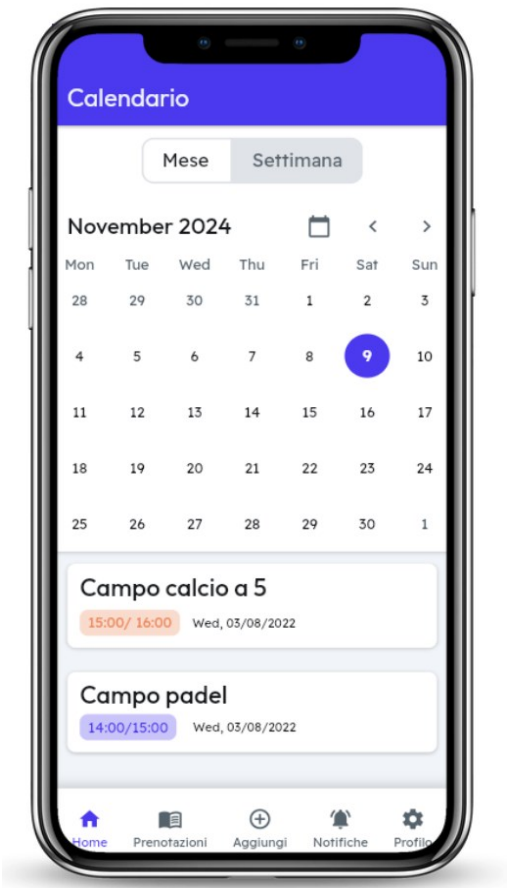 Calendario
Mese Settimana
November 2024
Mon Tue Wed Thu Fri Sat Sun
28 29 30 31 1 2 3
4 5 6 7 8 9 10
11 12 13 14 15 16 17
18 19 20 21 22 23 24
25 26 27 28 29 30 1
Campo calcio a 5
15:00/ 16:00 Wed, 03/08/2022
Campo padel
14:00/15:00 Wed, 03/08/2022
Home Prenotazioni Aggiungi Notifiche Profilo